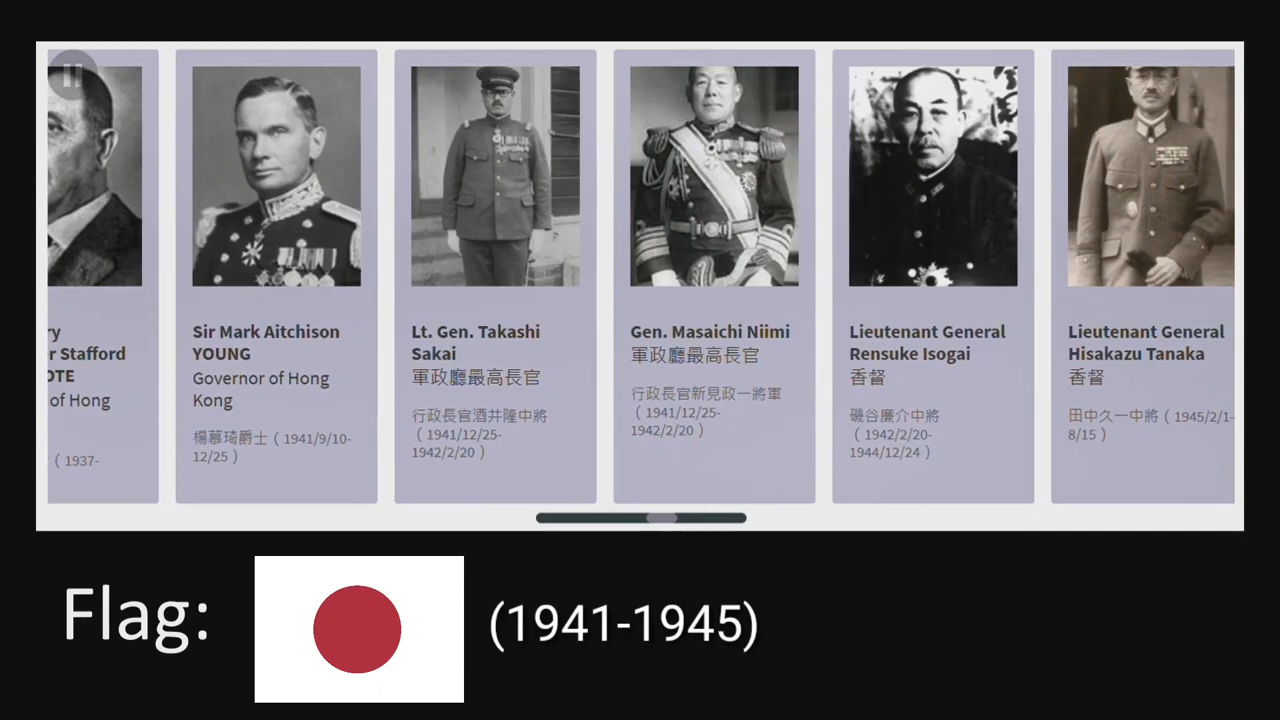 ry
r Stafford
OTE
of Hong
( 1937-
Sir Mark Aitchison
YOUNG
Governor of Hong
Kong
楊慕琦爵士 ( 1941/9/10-
12/25 )
Lt. Gen. Takashi
Sakai
軍政廳最高長官
行政長官酒井隆中將
( 1941/12/25-
1942/2/20 )
Gen. Masaichi Niimi
軍政廳最高長官
行政長官新見政一將軍
( 1941/12/25-
1942/2/20 )
Lieutenant General
Rensuke Isogai
香督
磯谷廉介中將
( 1942/2/20-
1944/12/24 )
Lieutenant General
Hisakazu Tanaka
香督
田中久一中將 ( 1945/2/1-
8/15 )
Flag:
(1941-1945)